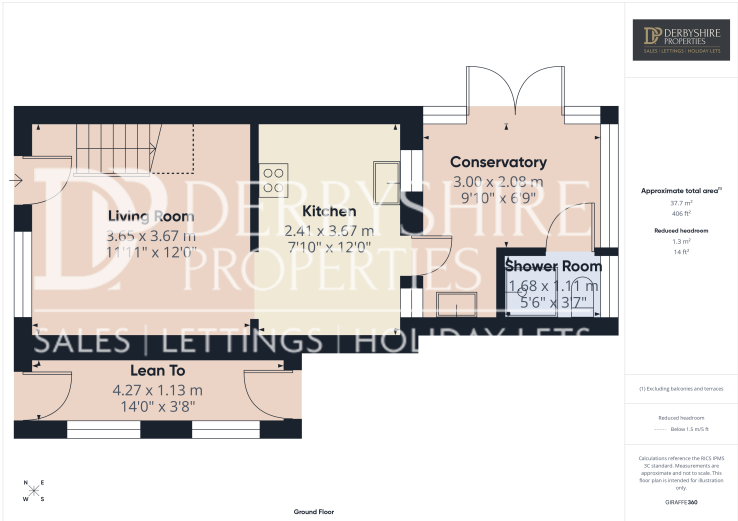 DERBYSHIRE
PROPERTIES
SALES | LETTINGS | HOLIDAY LETS
Conservatory
3.00 x 2.08 m
9'10" x 6'9"
Living Room
3.65 x 3.67 m
11'11" x 12'0"
Kitchen
2.41 x 3.67 m
7'10" x 12'0"
Shower Room
1.68 x 1.11 m
5'6" x 3'7"
DP DERBYSHIRE
PROPERTIES
SALES | LETTINGS | HOLIDAY LETS
Lean To
4.27 x 1.13 m
14'0" x 3'8"
N E
W S
Ground Floor
Approximate total area(1)
37.7 m²
406 ft²
Reduced headroom
1.3 m²
14 ft²
(1) Excluding balconies and terraces
Reduced headroom
Below 1.5 m/5 ft
Calculations reference the RICS IPMS
3C standard. Measurements are
approximate and not to scale. This
floor plan is intended for illustration
only.
GIRAFFE360